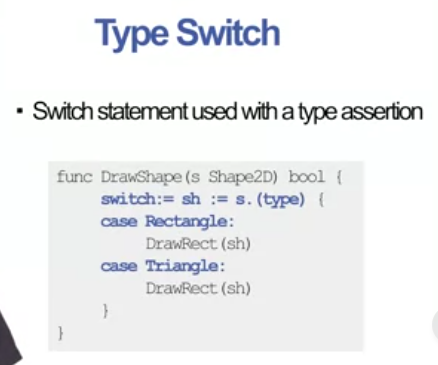 Type Switch
▪ Switch statement used with a type assertion
func DrawShape(s Shape2D) bool {
switch:= sh := s.(type) {
case Rectangle:
DrawRect(sh)
case Triangle:
DrawRect(sh)
}
}